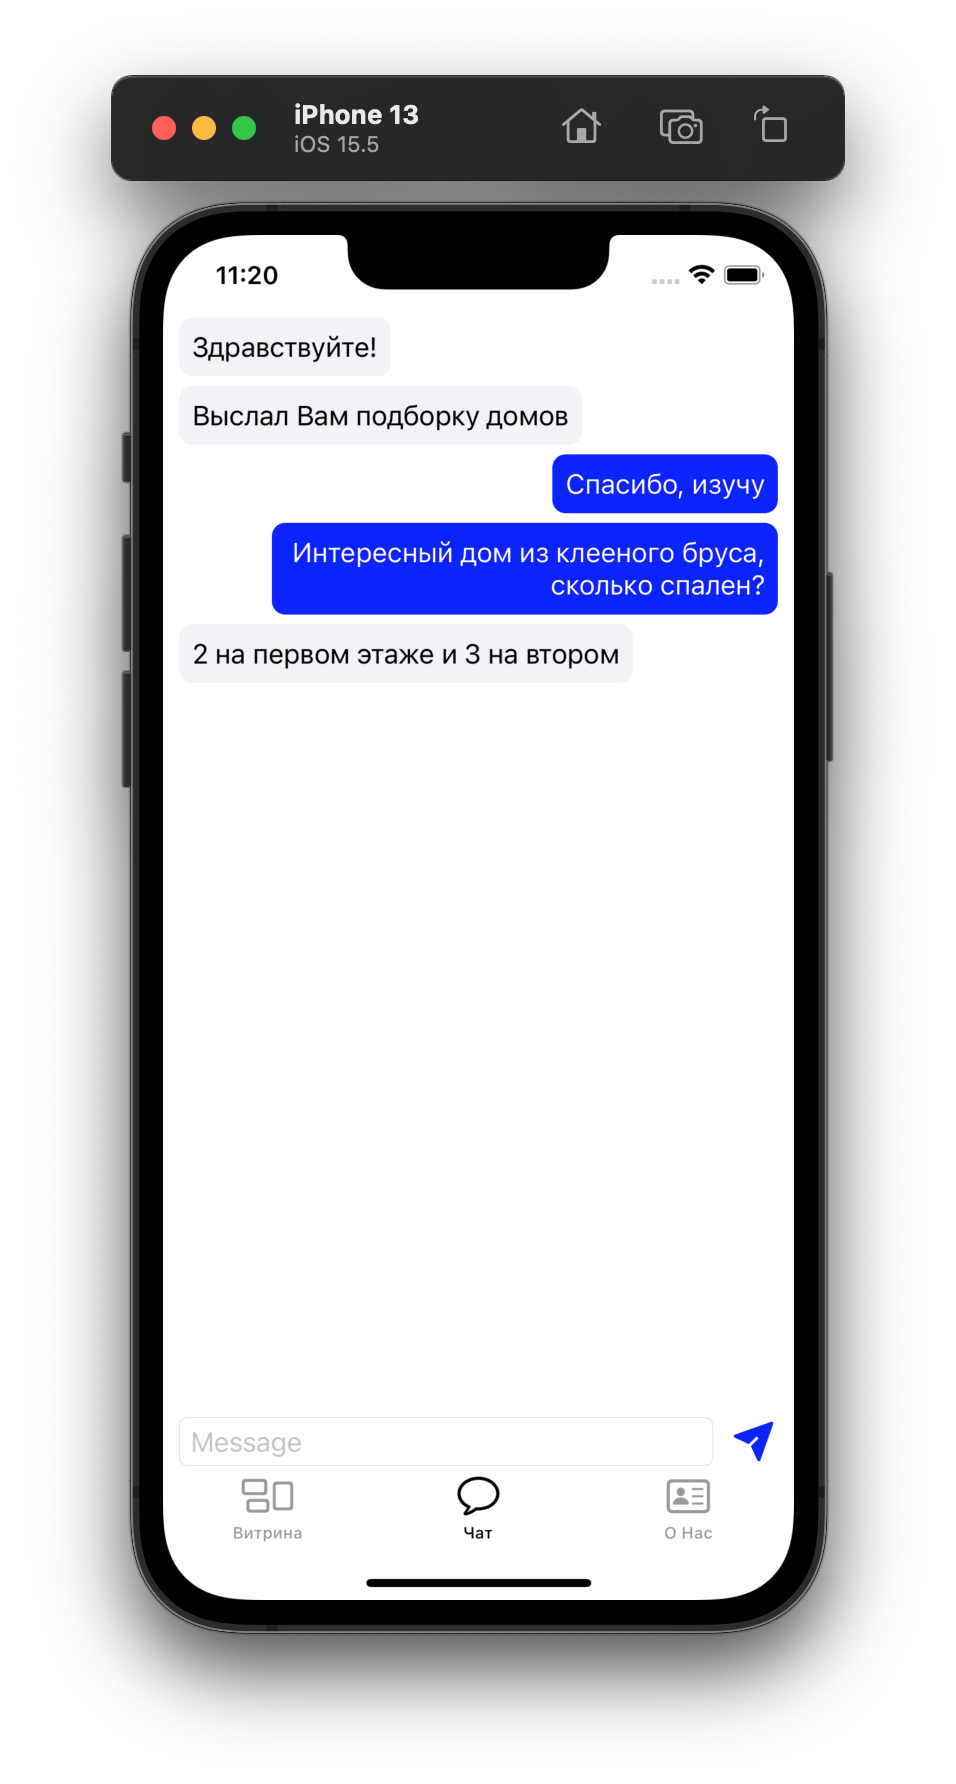 iPhone 13
iOS 15.5
11:20
Здравствуйте!
Выслал Вам подборку домов
Спасибо, изучу
Интересный дом из клееного бруса,
сколько спален?
2 на первом этаже и 3 на втором
Message
Витрина
Чат
О Нас